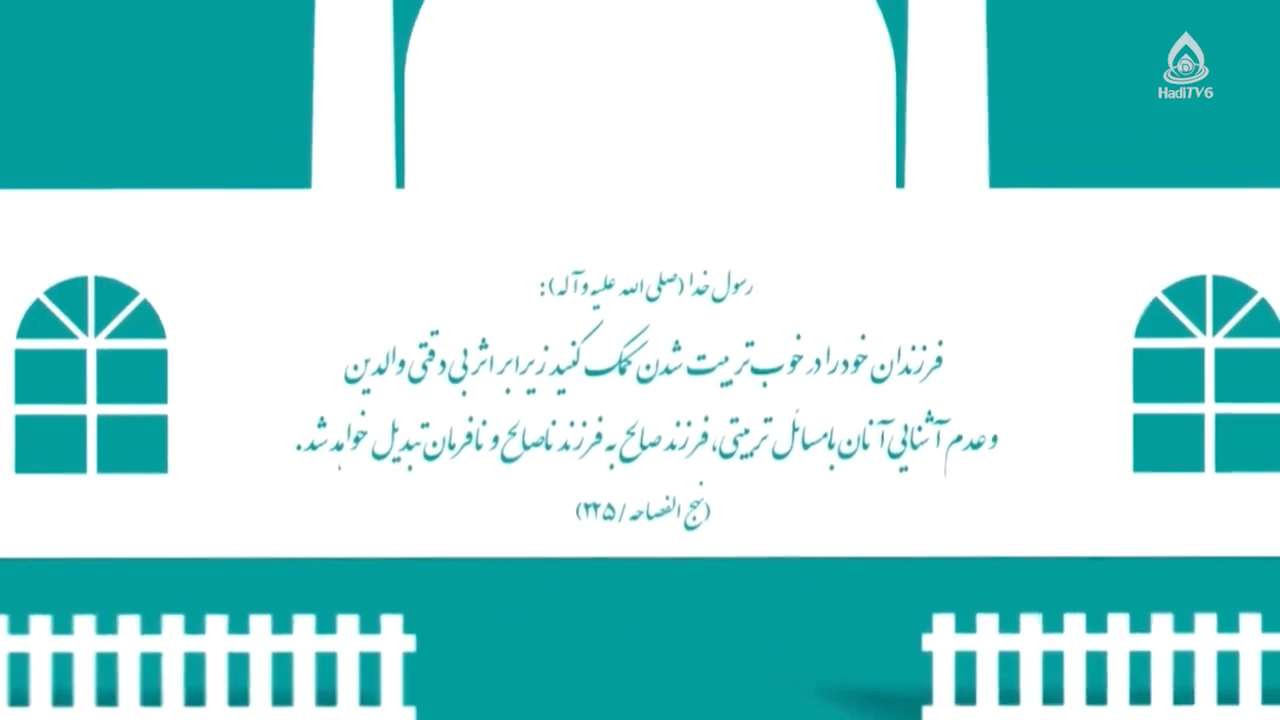 HadiTV6
رسول خدا (صلی الله علیه و آله):
فرزندان خود را در خوب تربیت شدن کمک کنید زیرا بر اثر بی دقتی والدین
و عدم آشنایی آنان با مسائل تربیتی، فرزند صالح به فرزند ناصالح و نافرمان تبدیل خواهد شد.
(نهج الفصاحه / ۲۲۵)